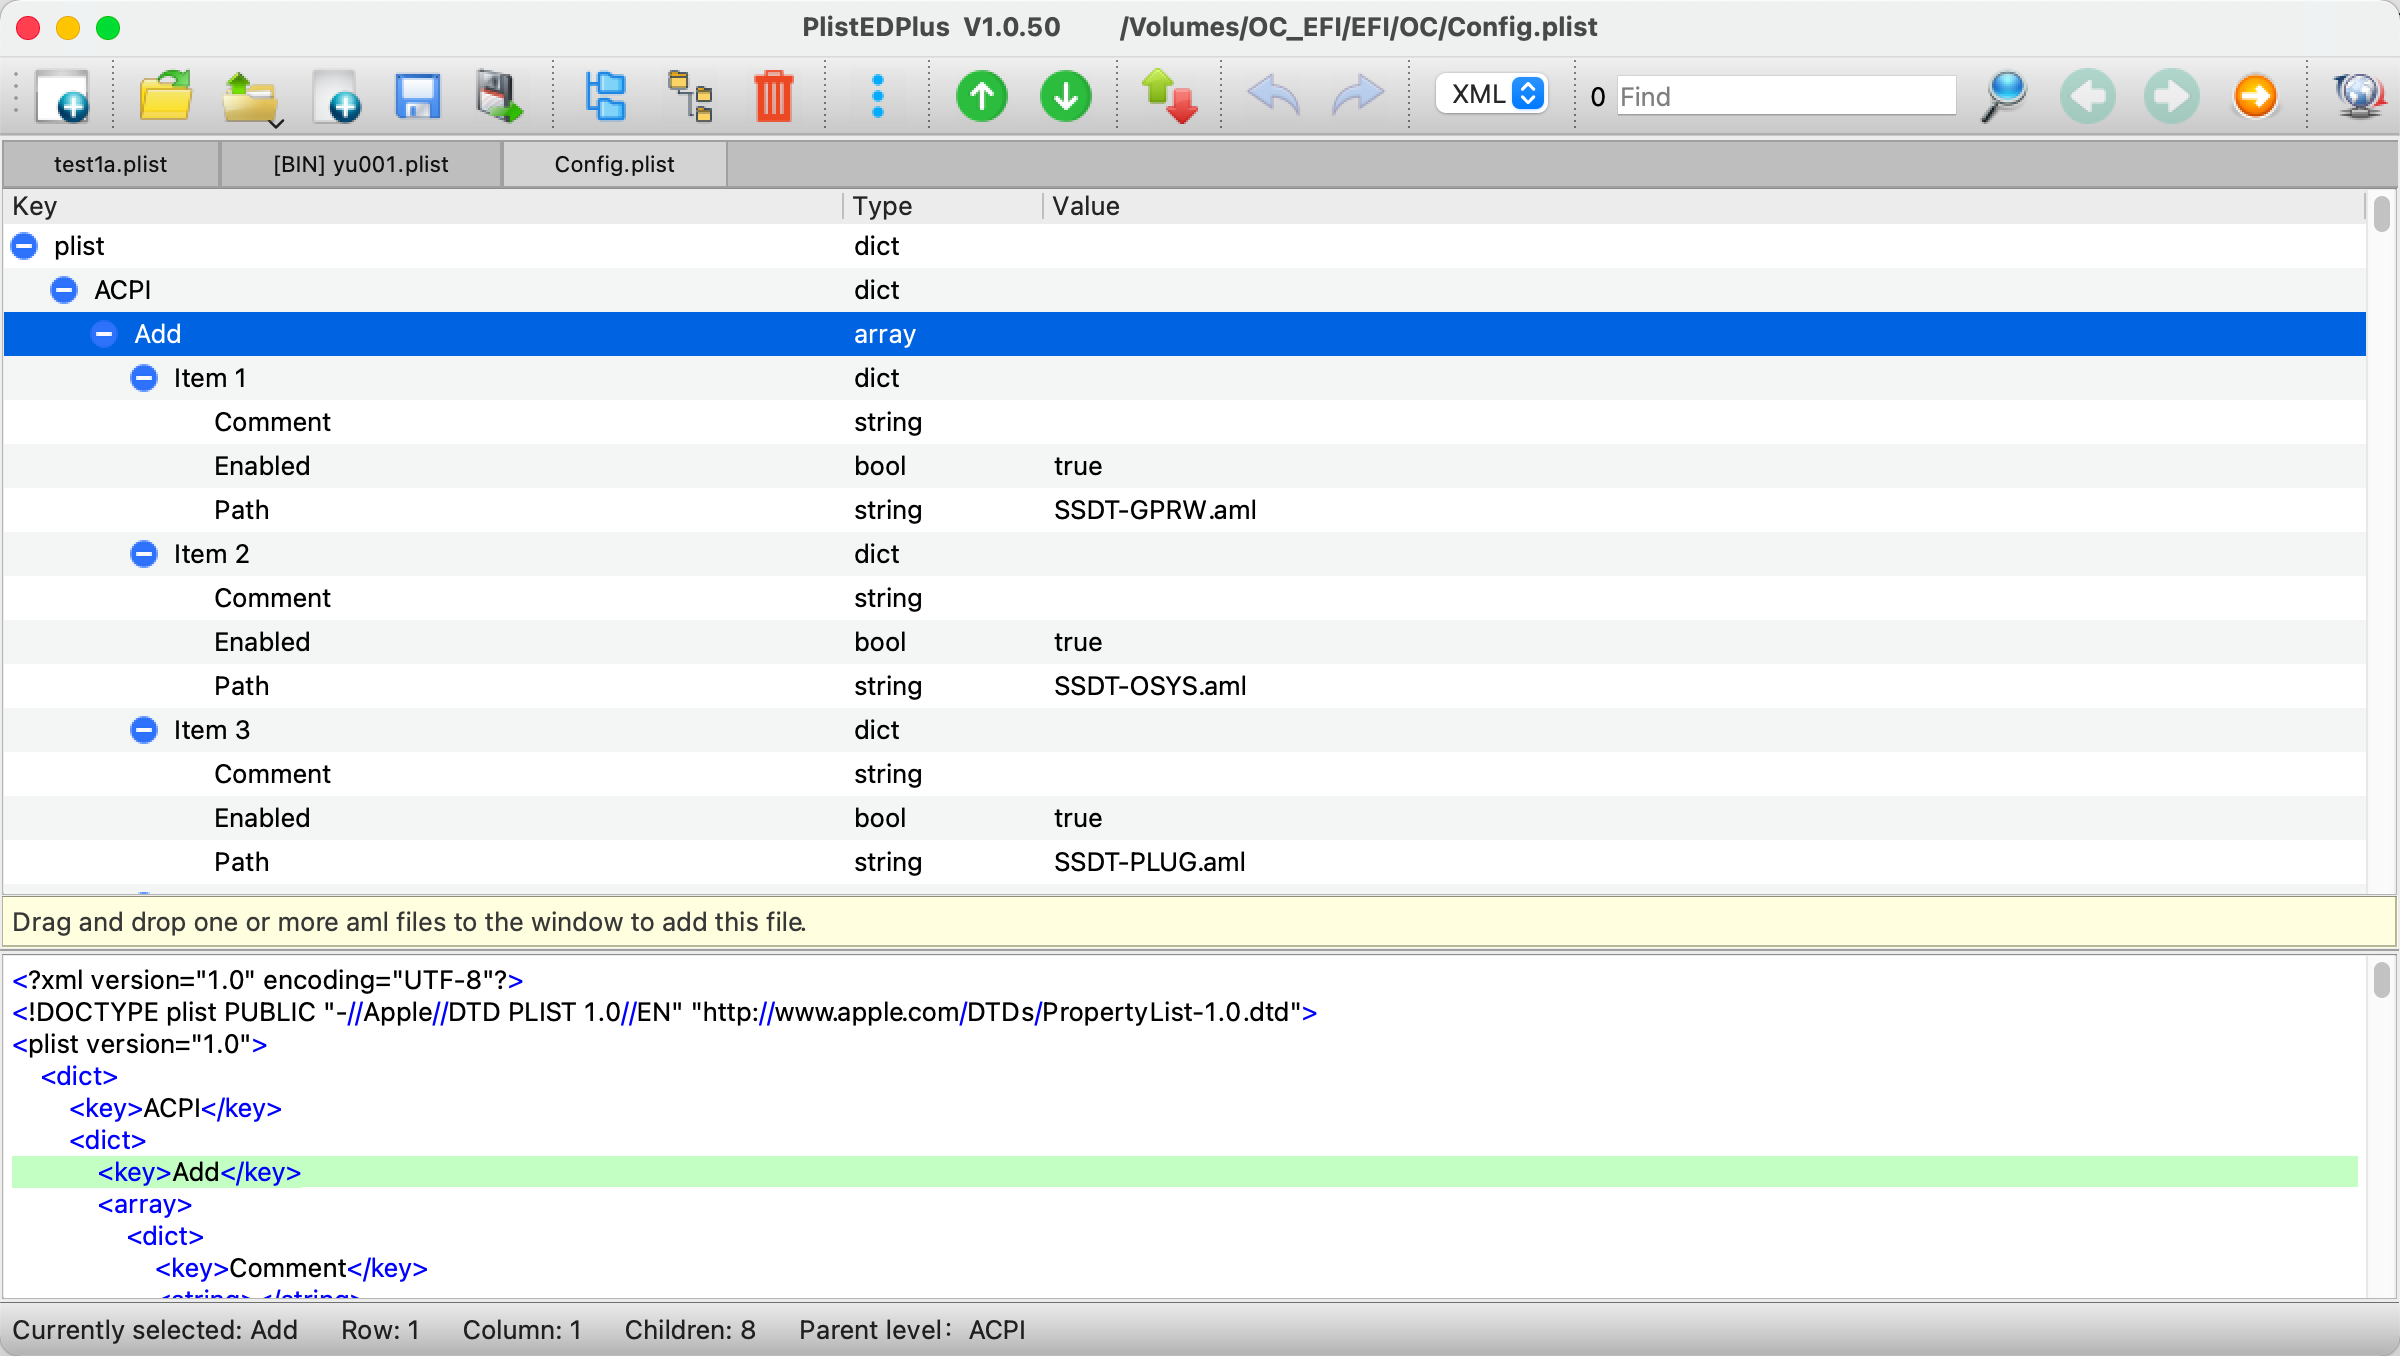 PlistEDPlus V1.0.50 /Volumes/OC_EFI/EFI/OC/Config.plist
XML 0 Find
test1a.plist [BIN] yu001.plist Config.plist
Key Type Value
plist dict
ACPI dict
Add array
Item 1 dict
Comment string
Enabled bool true
Path string SSDT-GPRW.aml
Item 2 dict
Comment string
Enabled bool true
Path string SSDT-OSYS.aml
Item 3 dict
Comment string
Enabled bool true
Path string SSDT-PLUG.aml
Drag and drop one or more aml files to the window to add this file.
<?xml version="1.0" encoding="UTF-8"?>
<!DOCTYPE plist PUBLIC "-//Apple//DTD PLIST 1.0//EN" "http://www.apple.com/DTDs/PropertyList-1.0.dtd">
<plist version="1.0">
<dict>
<key>ACPI</key>
<dict>
<key>Add</key>
<array>
<dict>
<key>Comment</key>
<string></string>
Currently selected: Add Row: 1 Column: 1 Children: 8 Parent level: ACPI